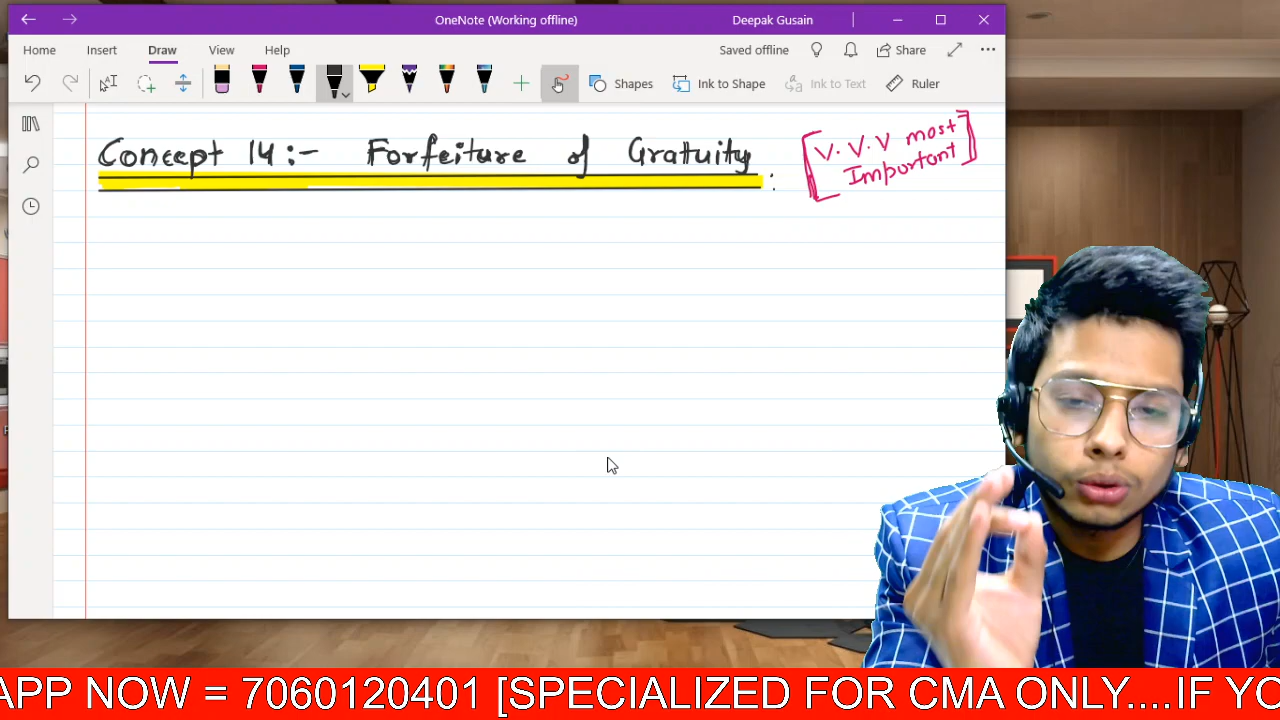 OneNote (Working offline)
Deepak Gusain
Home Insert Draw View Help
Saved offline
Share
Shapes
Ink to Shape
Ink to Text
Ruler
Concept 14:- Forfeiture of Gratuity :
[V. V. V most
Important]
APP NOW = 7060120401 [SPECIALIZED FOR CMA ONLY....IF YO